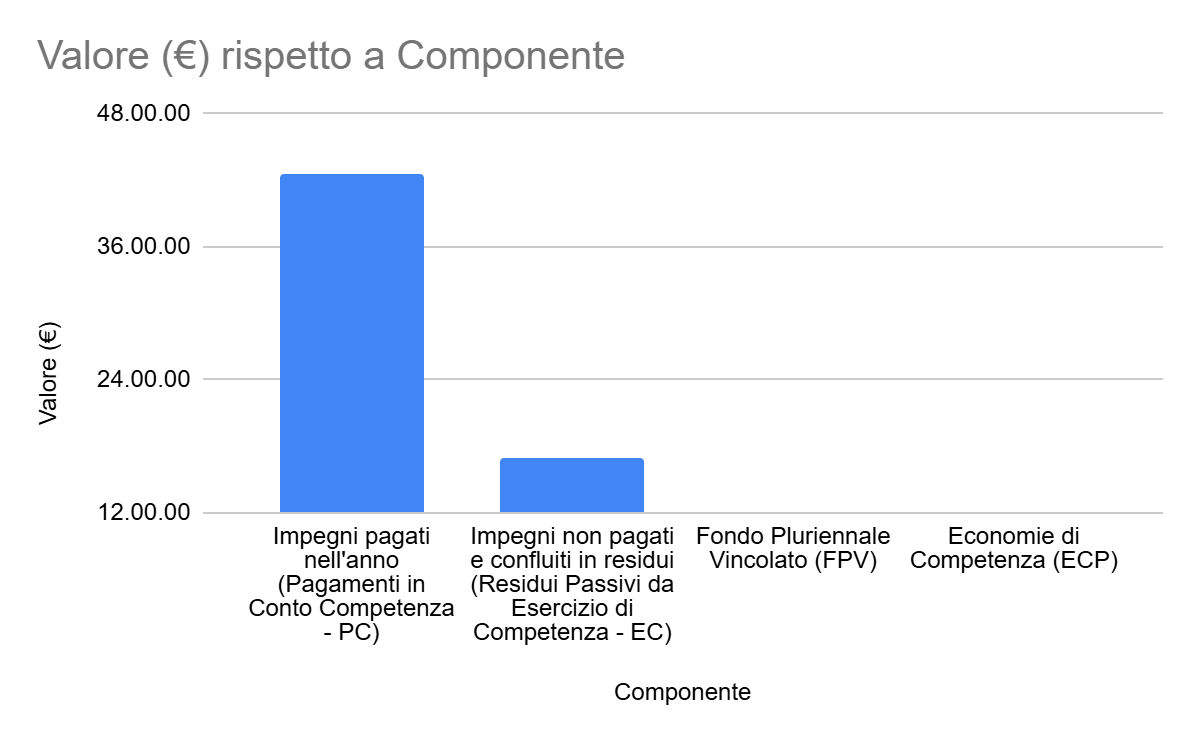 Valore (€) rispetto a Componente
48.00.00
36.00.00
24.00.00
12.00.00
Valore (€)
Impegni pagati
nell'anno
(Pagamenti in
Conto Competenza
- PC)
Impegni non pagati
e confluiti in residui
(Residui Passivi da
Esercizio di
Competenza - EC)
Fondo Pluriennale
Vincolato (FPV)
Economie di
Competenza (ECP)
Componente